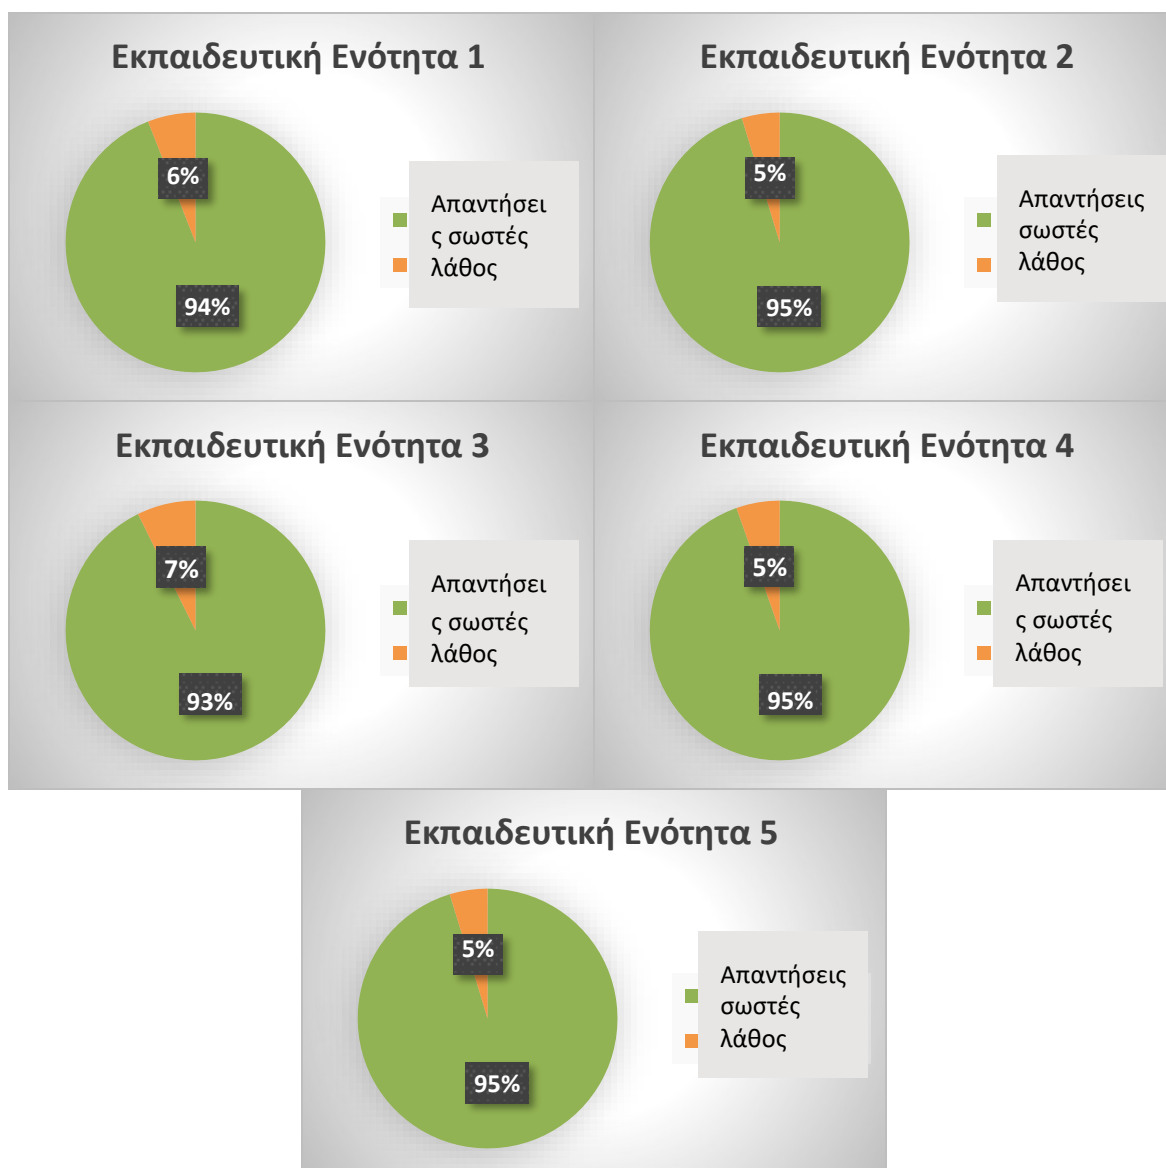 Εκπαιδευτική Ενότητα 1
6%
94%
Απαντήσει
ς σωστές
λάθος
Εκπαιδευτική Ενότητα 2
5%
95%
Απαντήσεις
σωστές
λάθος
Εκπαιδευτική Ενότητα 3
7%
93%
Απαντήσει
ς σωστές
λάθος
Εκπαιδευτική Ενότητα 4
5%
95%
Απαντήσει
ς σωστές
λάθος
Εκπαιδευτική Ενότητα 5
5%
95%
Απαντήσεις
σωστές
λάθος